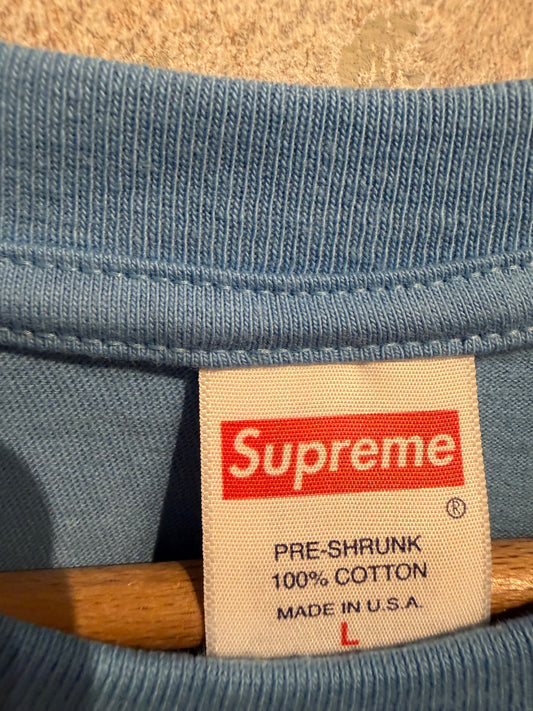 Supreme
®
PRE-SHRUNK
100% COTTON
MADE IN U.S.A.
L